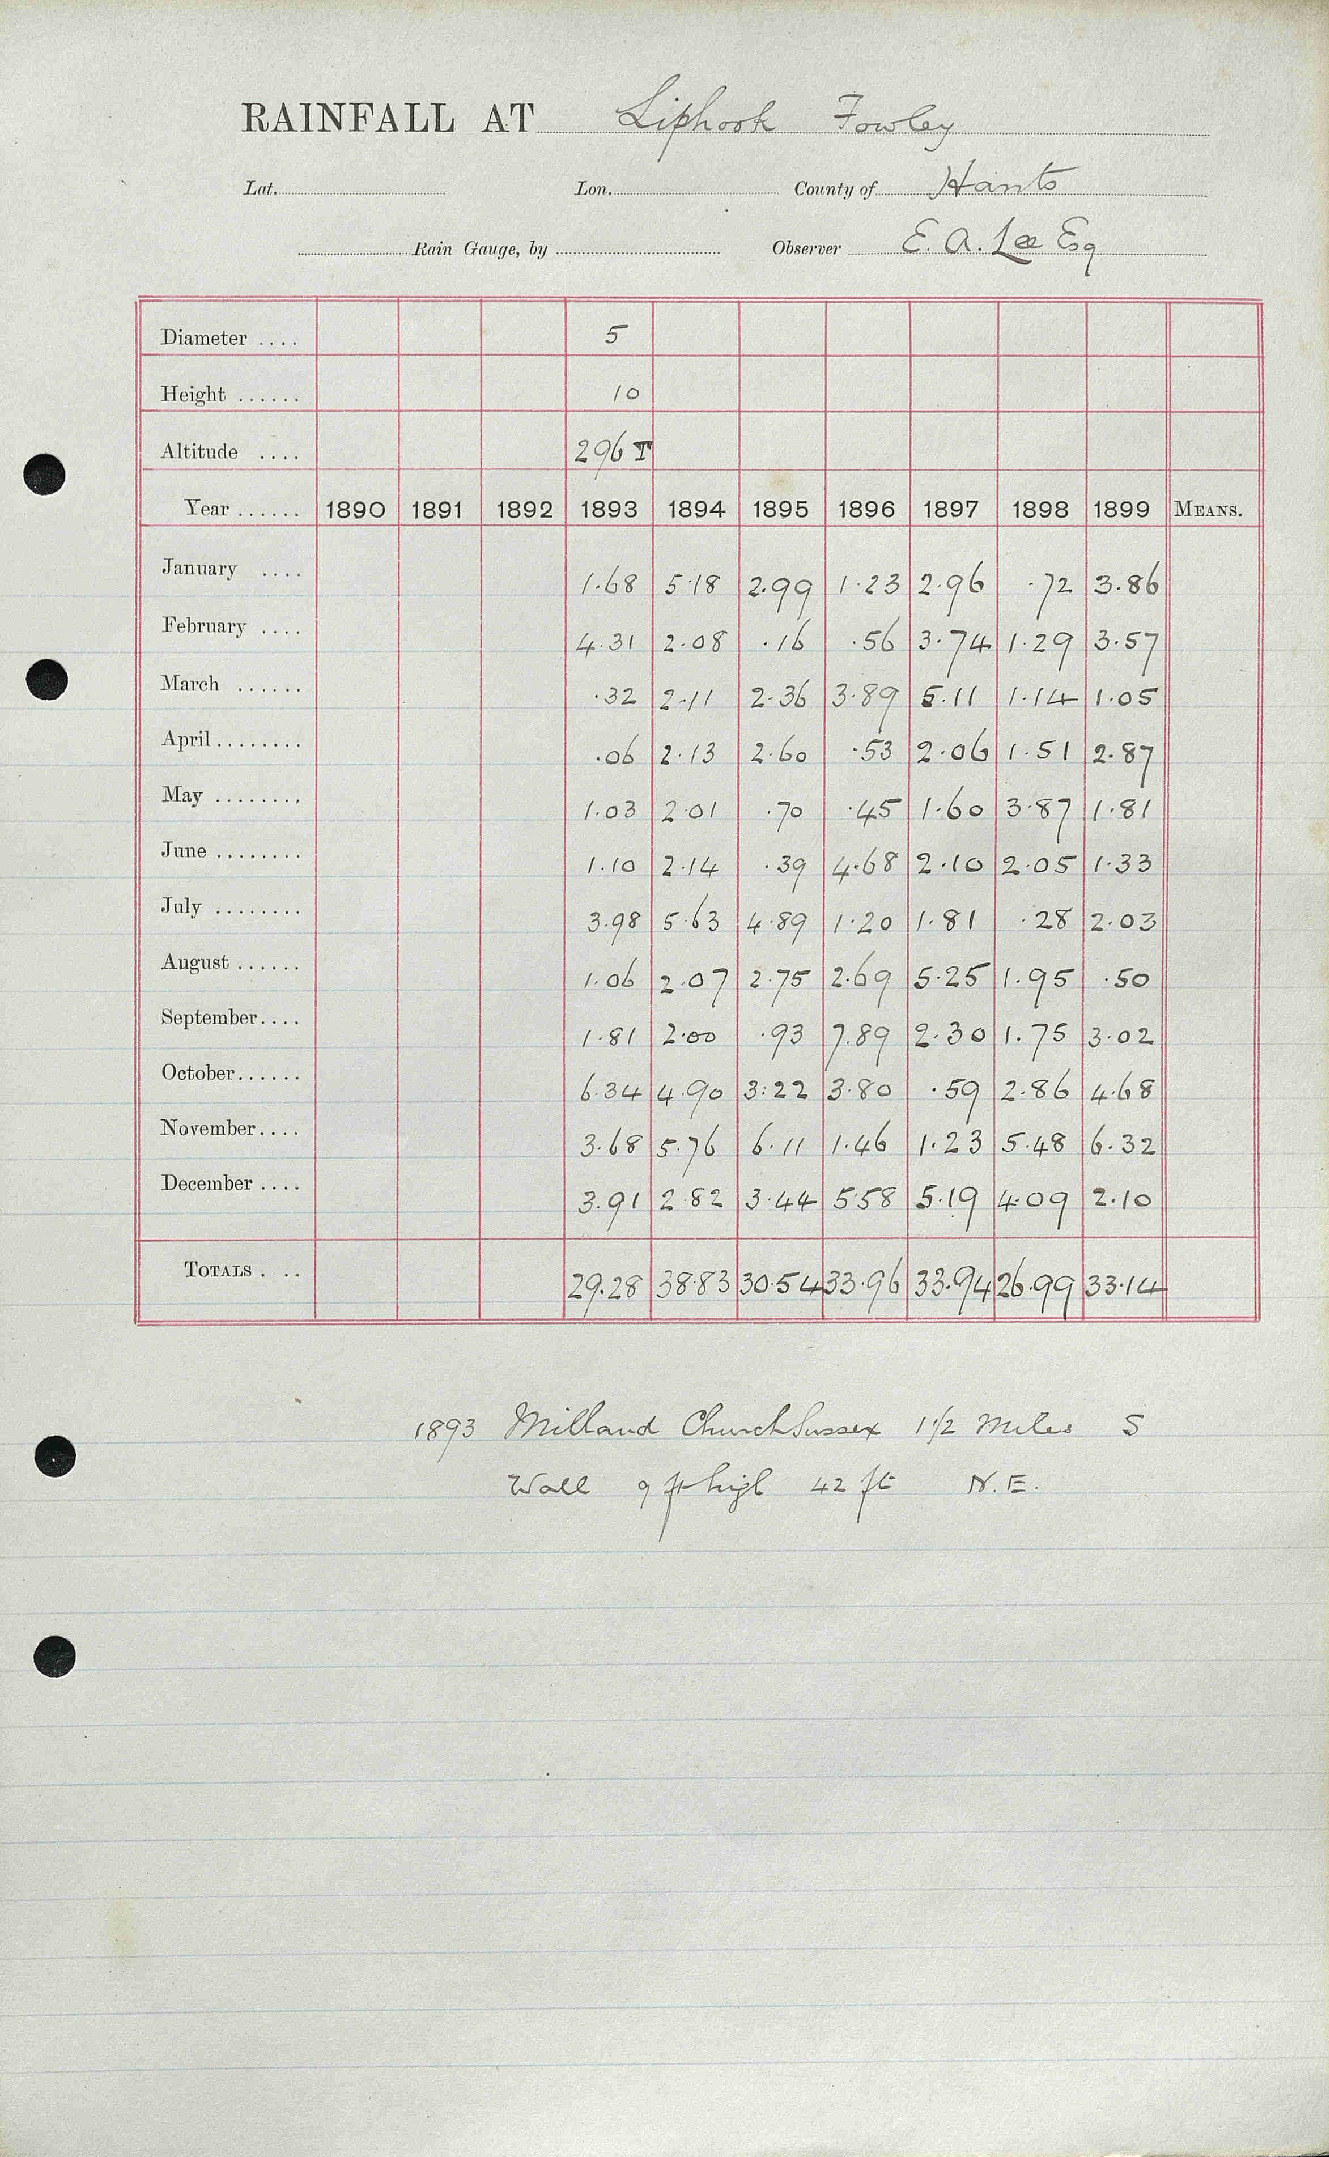 RAINFALL AT Liphook Fowley
Lat. Lon. County of Hants
Rain Gauge, by Observer E. A. Lee Esq
Diameter .... 5
Height ...... 10
Altitude .... 296 T
Year ...... 1890 1891 1892 1893 1894 1895 1896 1897 1898 1899 MEANS.
January .... 1.68 5.18 2.99 1.23 2.96 .72 3.86
February .... 4.31 2.08 .16 .56 3.74 1.29 3.57
March ...... .32 2.11 2.36 3.89 5.11 1.14 1.05
April ........ .06 2.13 2.60 .53 2.06 1.51 2.87
May ........ 1.03 2.01 .70 .45 1.60 3.87 1.81
June ........ 1.10 2.14 .39 4.68 2.10 2.05 1.33
July ........ 3.98 5.63 4.89 1.20 1.81 .28 2.03
August ...... 1.06 2.07 2.75 2.69 5.25 1.95 .50
September.... 1.81 2.00 .93 7.89 2.30 1.75 3.02
October...... 6.34 4.90 3.22 3.80 .59 2.86 4.68
November.... 3.68 5.76 6.11 1.46 1.23 5.48 6.32
December .... 3.91 2.82 3.44 5.58 5.19 4.09 2.10
TOTALS . .. 29.28 38.83 30.54 33.96 33.94 26.99 33.14
1893 Milland Church Sussex 1 1/2 miles S
Wall 9 ft high 42 ft N.E.